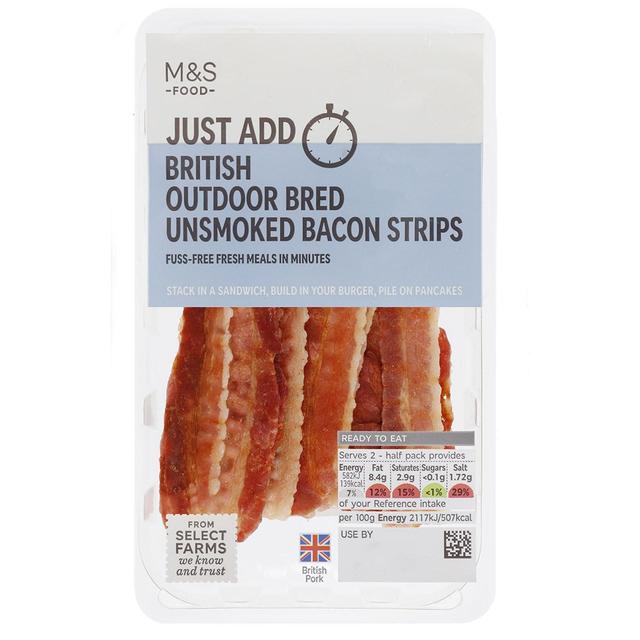 M&S
-FOOD-
JUST ADD
BRITISH
OUTDOOR BRED
UNSMOKED BACON STRIPS
FUSS-FREE FRESH MEALS IN MINUTES
STACK IN A SANDWICH, BUILD IN YOUR BURGER, PILE ON PANCAKES
READY TO EAT
Serves 2 - half pack provides
Energy Fat Saturates Sugars Salt
582kJ 8.4g 2.9g <0.1g 1.72g
139kcal
7% 12% 15% <1% 29%
of your Reference intake
per 100g Energy 2117kJ/507kcal
USE BY
FROM
SELECT
FARMS
we know
and trust
British
Pork